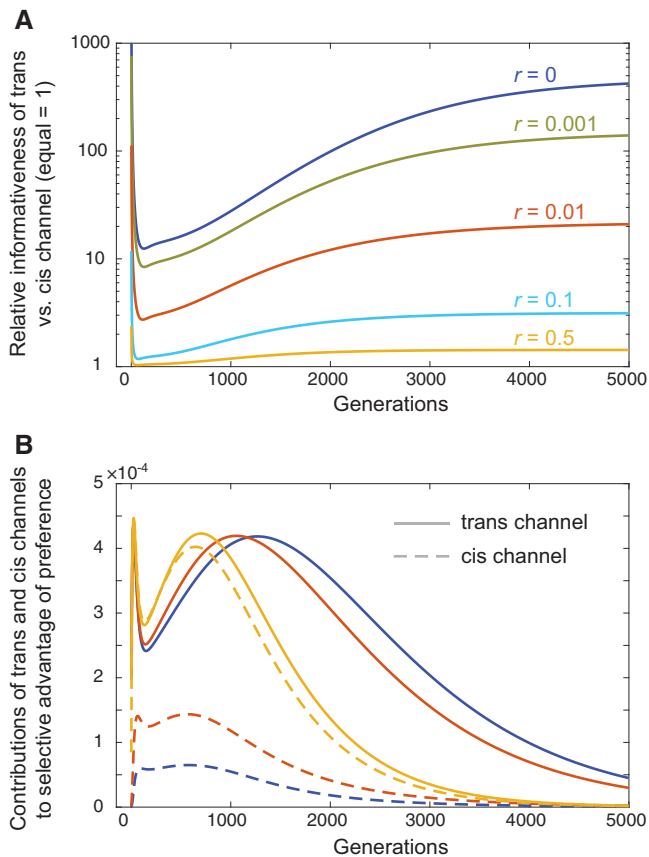 A
Relative informativeness of trans
vs. cis channel (equal = 1)
1000
100
10
1
r = 0
r = 0.001
r = 0.01
r = 0.1
r = 0.5
0 1000 2000 3000 4000 5000
Generations
B
Contributions of trans and cis channels
to selective advantage of preference
×10⁻⁴
5
4
3
2
1
0
trans channel
cis channel
0 1000 2000 3000 4000 5000
Generations